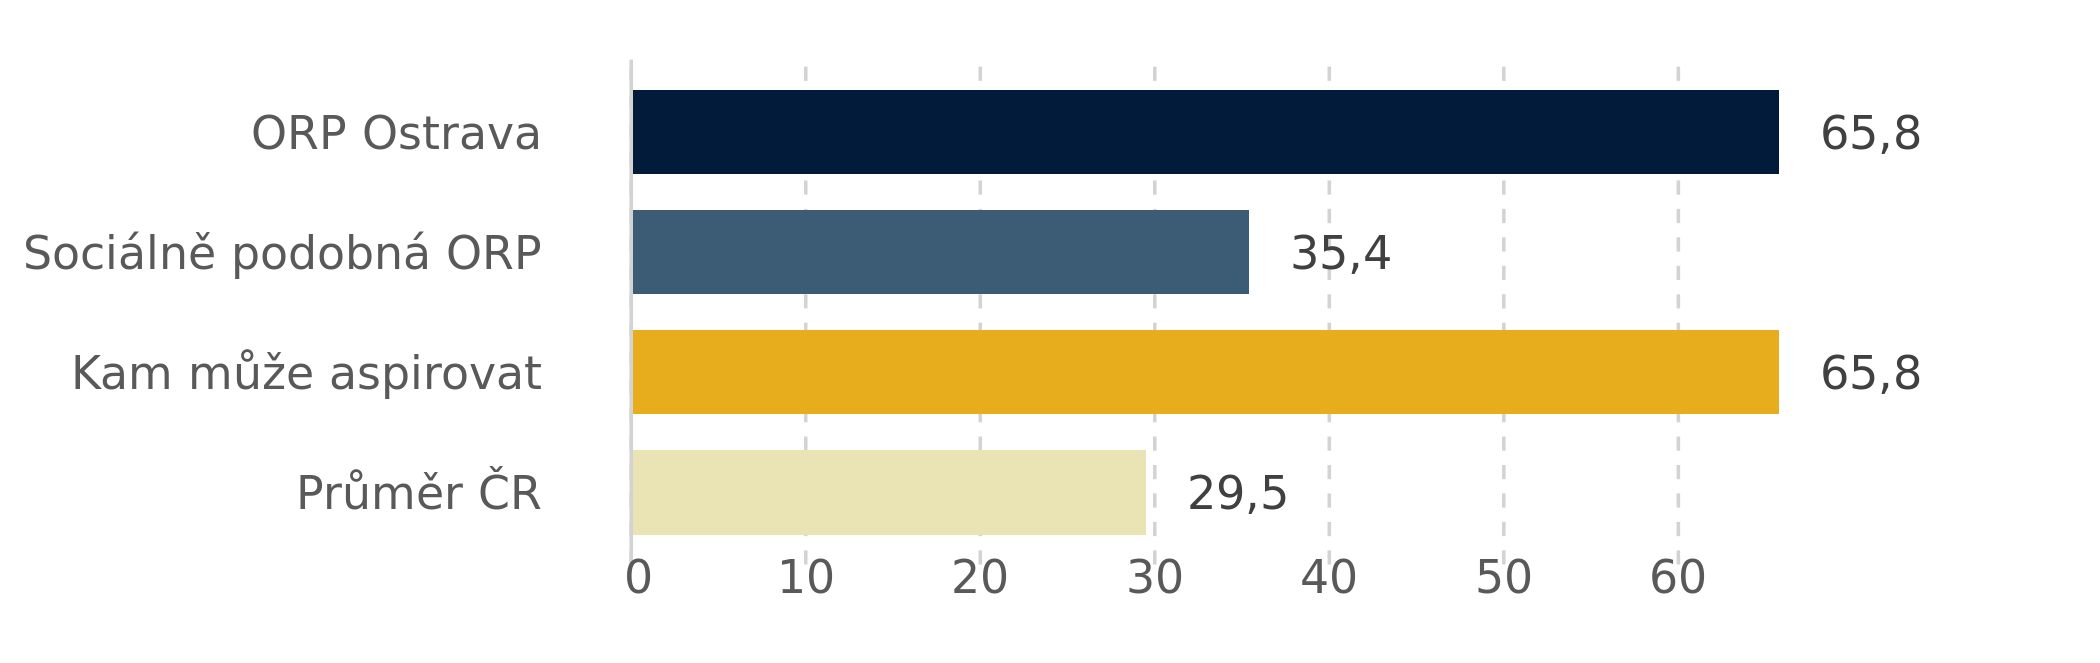 ORP Ostrava 65,8
Sociálně podobná ORP 35,4
Kam může aspirovat 65,8
Průměr ČR 29,5
0 10 20 30 40 50 60